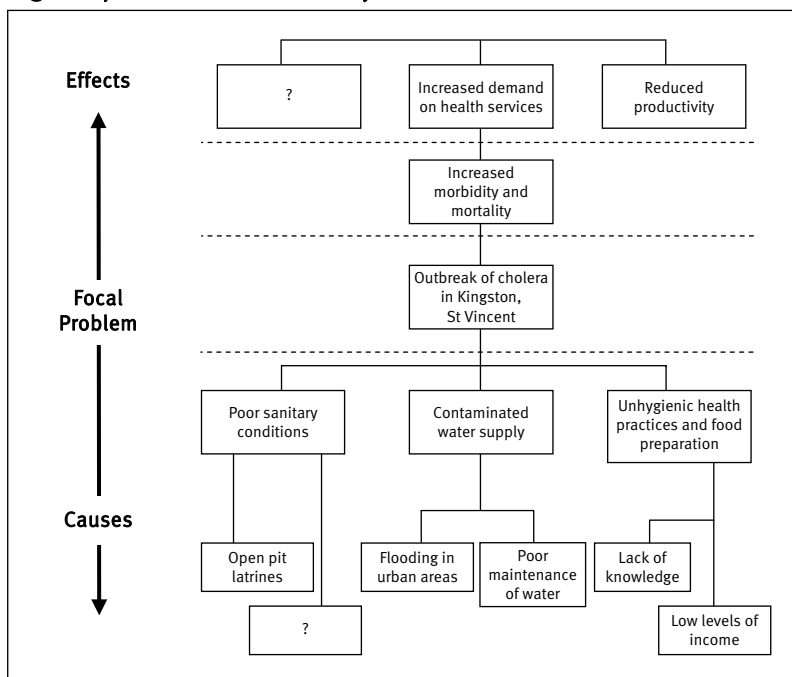 Effects
?
Increased demand
on health services
Reduced
productivity
Increased
morbidity and
mortality
Focal
Problem
Outbreak of cholera
in Kingston,
St Vincent
Poor sanitary
conditions
Contaminated
water supply
Unhygienic health
practices and food
preparation
Causes
Open pit
latrines
Flooding in
urban areas
Poor
maintenance
of water
Lack of
knowledge
?
Low levels of
income